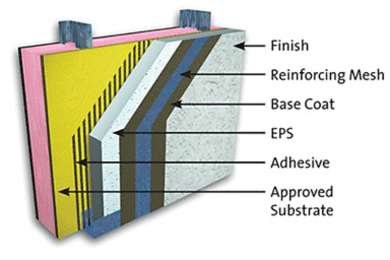 Finish
Reinforcing Mesh
Base Coat
EPS
Adhesive
Approved
Substrate